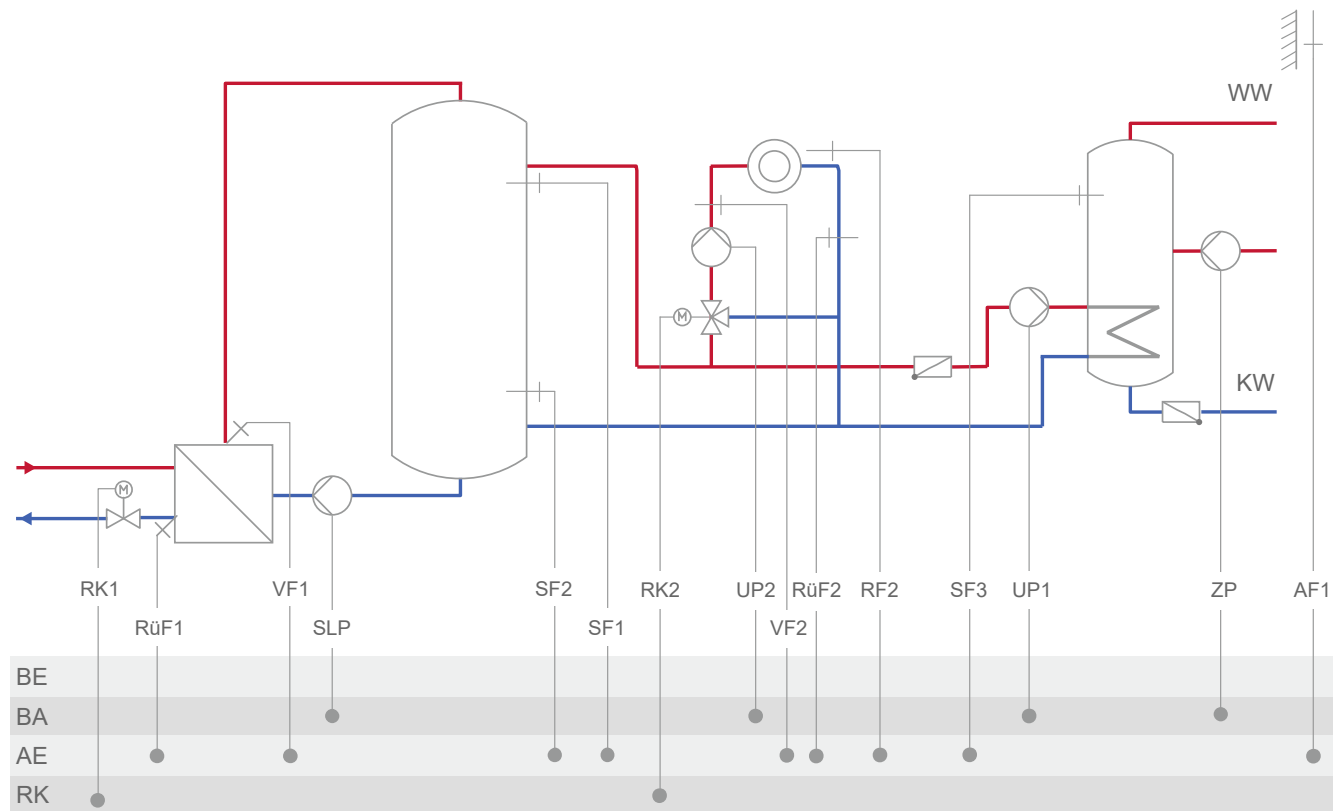 WW
KW
M
M
RK1 VF1 SF2 RK2 UP2 RüF2 RF2 SF3 UP1 ZP AF1
RüF1 SLP SF1 VF2
BE
BA
AE
RK